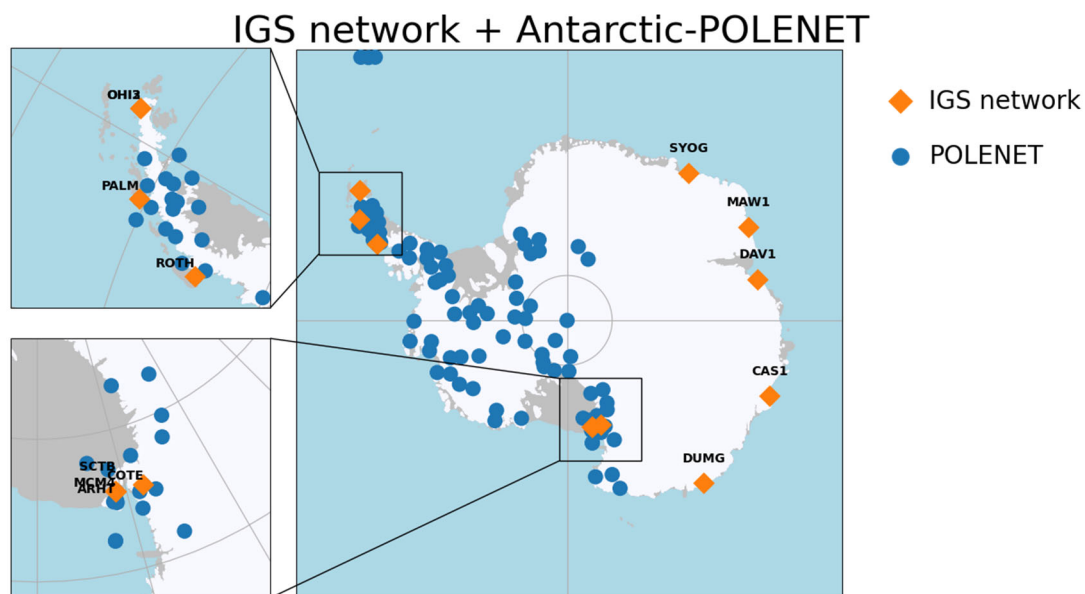 IGS network + Antarctic-POLENET
IGS network
POLENET
OHI3
PALM
ROTH
SCTB
COTE
MCM4
ARHT
SYOG
MAW1
DAV1
CAS1
DUMG